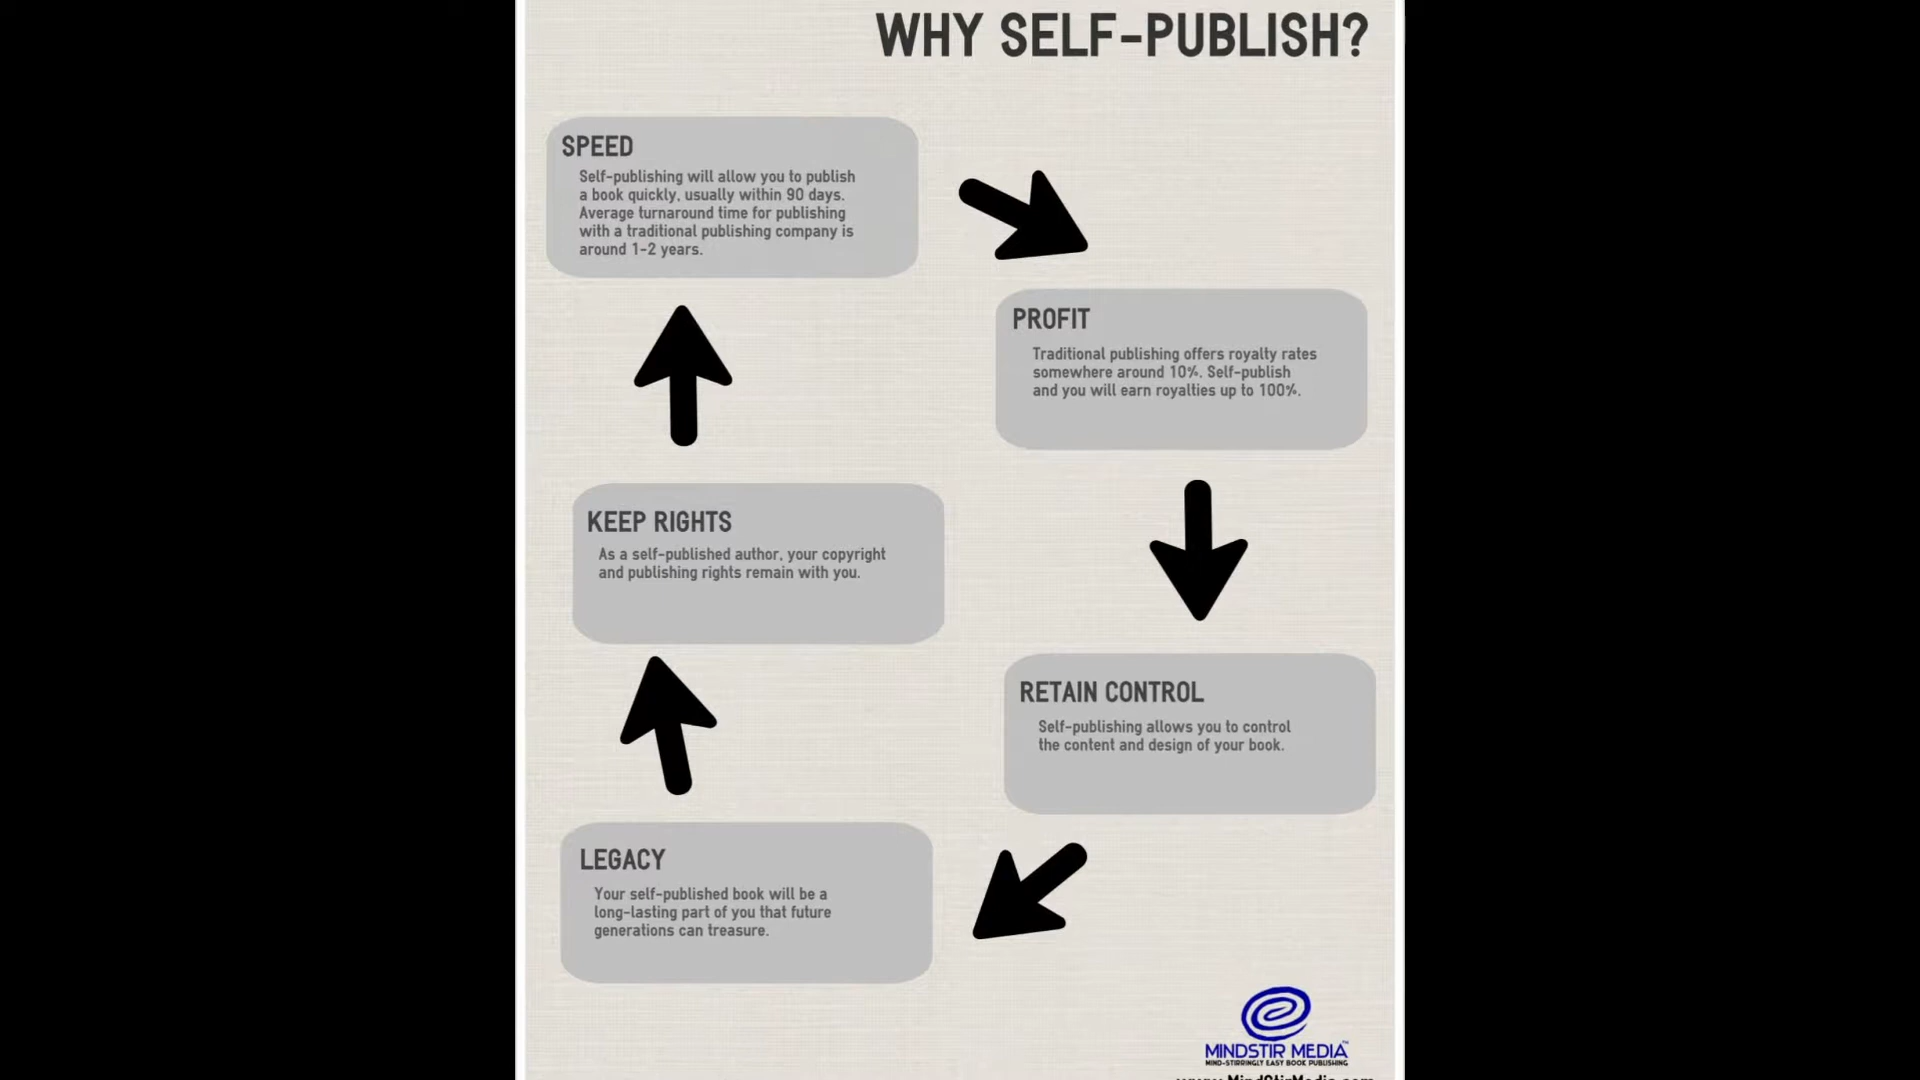 WHY SELF-PUBLISH?
SPEED
Self-publishing will allow you to publish
a book quickly, usually within 90 days.
Average turnaround time for publishing
with a traditional publishing company is
around 1-2 years.
PROFIT
Traditional publishing offers royalty rates
somewhere around 10%. Self-publish
and you will earn royalties up to 100%.
KEEP RIGHTS
As a self-published author, your copyright
and publishing rights remain with you.
RETAIN CONTROL
Self-publishing allows you to control
the content and design of your book.
LEGACY
Your self-published book will be a
long-lasting part of you that future
generations can treasure.
MINDSTIR MEDIA™
MIND-STIRRINGLY EASY BOOK PUBLISHING
www.MindStirMedia.com